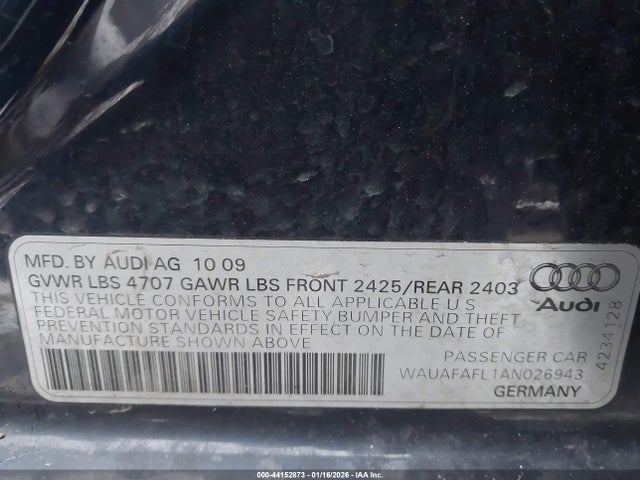 MFD. BY AUDI AG 10 09
GVWR LBS 4707 GAWR LBS FRONT 2425/REAR 2403
THIS VEHICLE CONFORMS TO ALL APPLICABLE U S
FEDERAL MOTOR VEHICLE SAFETY, BUMPER AND THEFT
PREVENTION STANDARDS IN EFFECT ON THE DATE OF
MANUFACTURE SHOWN ABOVE
PASSENGER CAR
WAUAFAFL1AN026943
GERMANY
Audi
4234128
000-44152873 - 01/16/2026 - © IAA Inc.